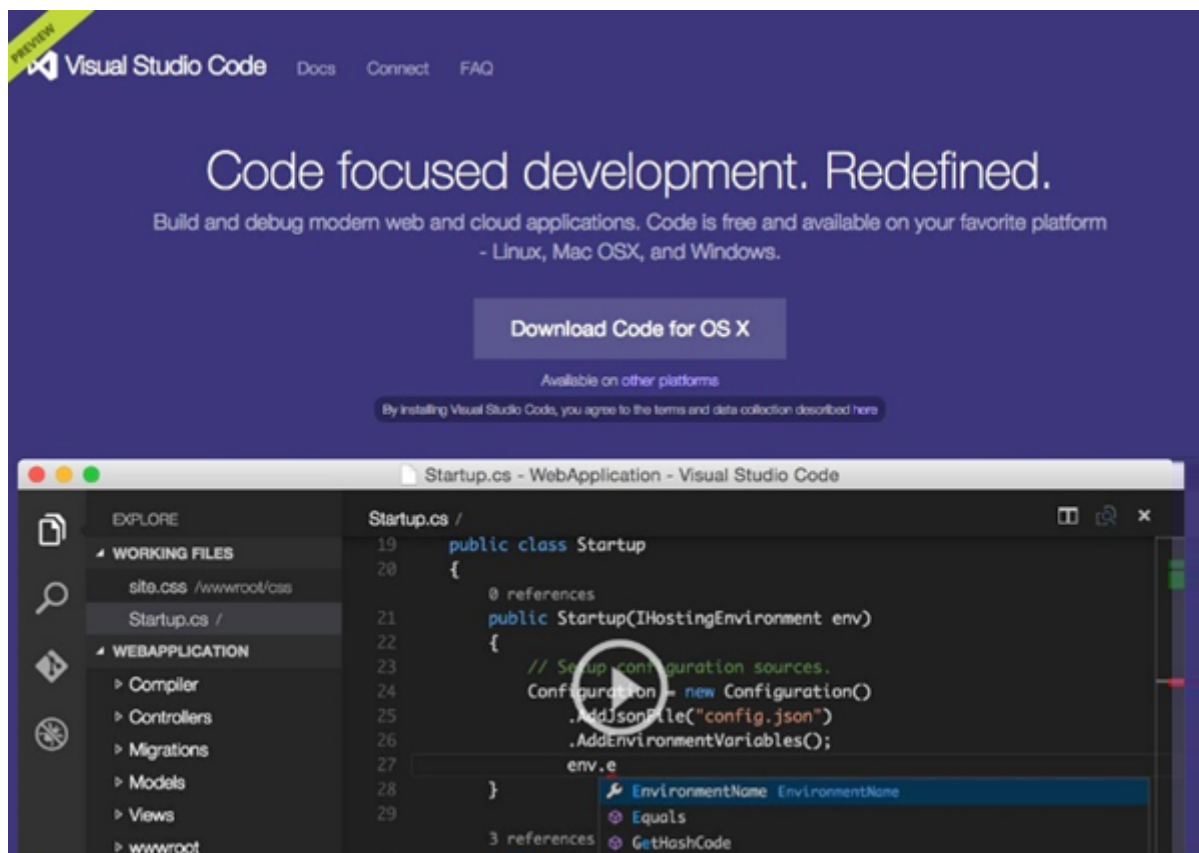 PREVIEW
Visual Studio Code Docs Connect FAQ
Code focused development. Redefined.
Build and debug modern web and cloud applications. Code is free and available on your favorite platform
- Linux, Mac OSX, and Windows.
Download Code for OS X
Available on other platforms
By installing Visual Studio Code, you agree to the terms and data collection described here
Startup.cs - WebApplication - Visual Studio Code
EXPLORE
WORKING FILES
site.css /wwwroot/css
Startup.cs /
WEBAPPLICATION
Compiler
Controllers
Migrations
Models
Views
wwwroot
Startup.cs /
19 public class Startup
20 {
0 references
21 public Startup(IHostingEnvironment env)
22 {
23 // Setup configuration sources.
24 Configuration = new Configuration()
25 .AddJsonFile("config.json")
26 .AddEnvironmentVariables();
27 env.e
28 }
EnvironmentName EnvironmentName
29
Equals
3 references
GetHashCode